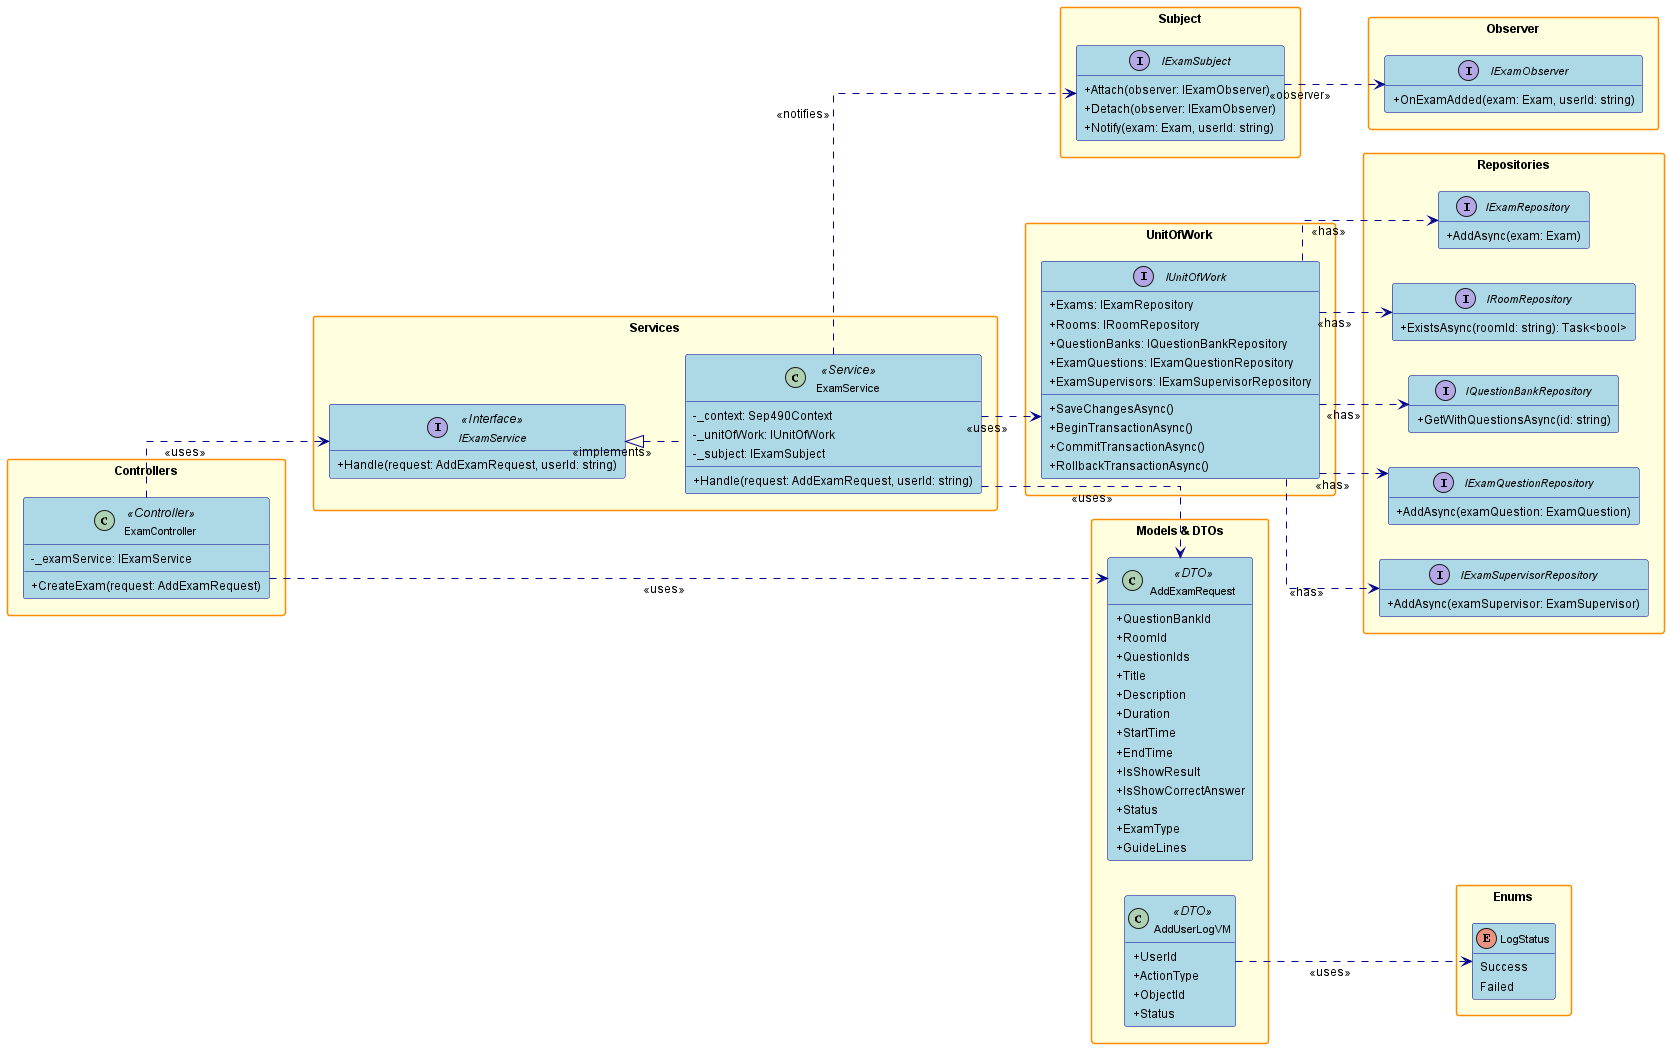 Subject
I
IExamSubject
+Attach(observer: IExamObserver)
+Detach(observer: IExamObserver)
+Notify(exam: Exam, userId: string)
«observer»
Observer
I
IExamObserver
+OnExamAdded(exam: Exam, userId: string)
«notifies»
Repositories
I
IExamRepository
+AddAsync(exam: Exam)
I
IRoomRepository
+ExistsAsync(roomId: string): Task<bool>
I
IQuestionBankRepository
+GetWithQuestionsAsync(id: string)
I
IExamQuestionRepository
+AddAsync(examQuestion: ExamQuestion)
I
IExamSupervisorRepository
+AddAsync(examSupervisor: ExamSupervisor)
UnitOfWork
I
IUnitOfWork
+Exams: IExamRepository
+Rooms: IRoomRepository
+QuestionBanks: IQuestionBankRepository
+ExamQuestions: IExamQuestionRepository
+ExamSupervisors: IExamSupervisorRepository
+SaveChangesAsync()
+BeginTransactionAsync()
+CommitTransactionAsync()
+RollbackTransactionAsync()
«has»
«has»
«has»
«has»
«has»
Services
«Interface»
I
IExamService
+Handle(request: AddExamRequest, userId: string)
«implements»
«Service»
C
ExamService
-_context: Sep490Context
-_unitOfWork: IUnitOfWork
-_subject: IExamSubject
+Handle(request: AddExamRequest, userId: string)
«uses»
«uses»
«uses»
Controllers
«Controller»
C
ExamController
-_examService: IExamService
+CreateExam(request: AddExamRequest)
«uses»
Models & DTOs
«DTO»
C
AddExamRequest
+QuestionBankId
+RoomId
+QuestionIds
+Title
+Description
+Duration
+StartTime
+EndTime
+IsShowResult
+IsShowCorrectAnswer
+Status
+ExamType
+GuideLines
«DTO»
C
AddUserLogVM
+UserId
+ActionType
+ObjectId
+Status
«uses»
Enums
E
LogStatus
Success
Failed